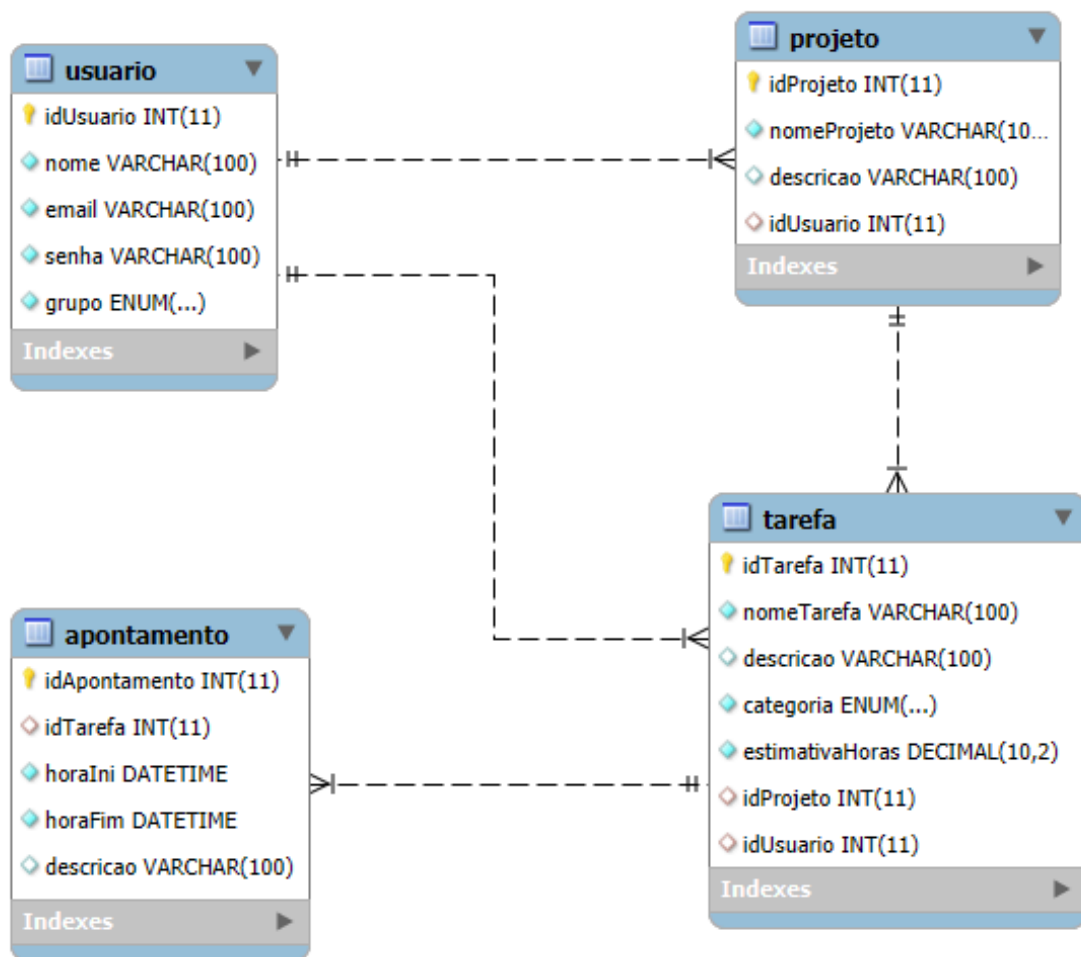 usuario
idUsuario INT(11)
nome VARCHAR(100)
email VARCHAR(100)
senha VARCHAR(100)
grupo ENUM(...)
Indexes
projeto
idProjeto INT(11)
nomeProjeto VARCHAR(10...
descricao VARCHAR(100)
idUsuario INT(11)
Indexes
apontamento
idApontamento INT(11)
idTarefa INT(11)
horaIni DATETIME
horaFim DATETIME
descricao VARCHAR(100)
Indexes
tarefa
idTarefa INT(11)
nomeTarefa VARCHAR(100)
descricao VARCHAR(100)
categoria ENUM(...)
estimativaHoras DECIMAL(10,2)
idProjeto INT(11)
idUsuario INT(11)
Indexes